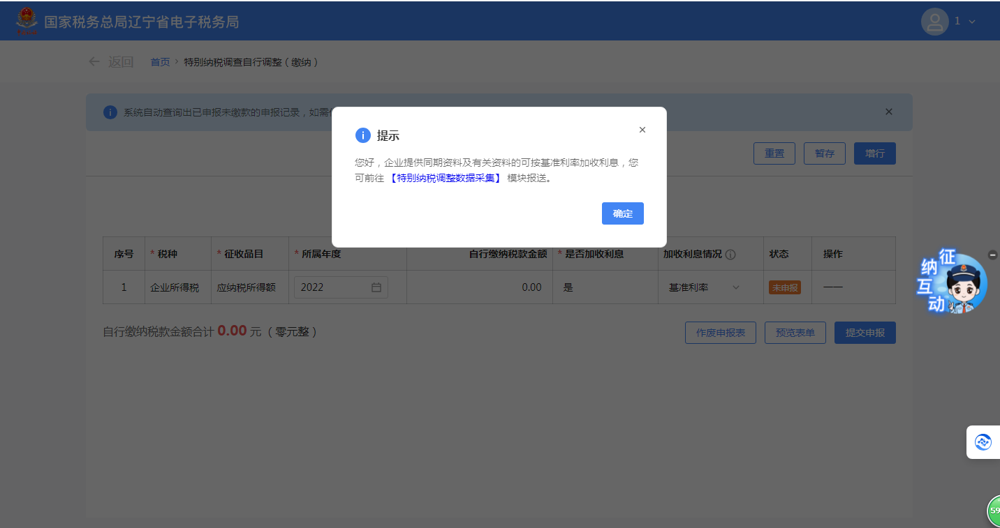 国家税务总局辽宁省电子税务局
1
返回 首页 > 特别纳税调查自行调整（缴纳）
系统自动查询出已申报未缴款的申报记录，如需
提示
您好，企业提供同期资料及有关资料的可按基准利率加收利息，您
可前往 【特别纳税调整数据采集】 模块报送。
确定
重置 暂存 增行
序号 * 税种 * 征收品目 * 所属年度 自行缴纳税款金额 * 是否加收利息 加收利息情况 状态 操作
1 企业所得税 应纳税所得额 2022 0.00 是 基准利率 未申报 ——
自行缴纳税款金额合计 0.00 元 （ 零元整 ）
作废申报表 预览表单 提交申报
征纳互动
59